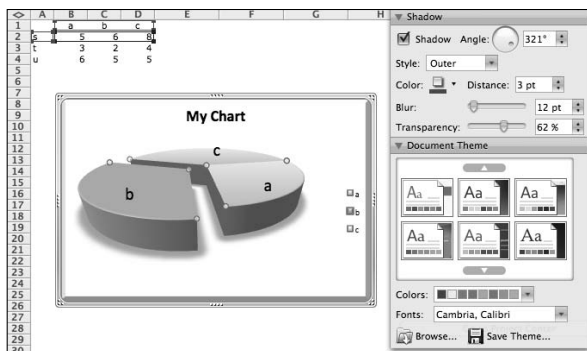 A B C D E F G H
1 a b c
2 s 5 6 8
3 t 3 2 4
4 u 6 5 5
5
6
7
8
9
10
11
12
13
14
15
16
17
18
19
20
21
22
23
24
25
26
27
28
29
30
My Chart
c
b
a
a
b
c
Shadow
Shadow Angle: 321°
Style: Outer
Color: Distance: 3 pt
Blur: 12 pt
Transparency: 62 %
Document Theme
Aa Aa Aa
Aa Aa Aa
Colors:
Fonts: Cambria, Calibri
Browse... Save Theme...